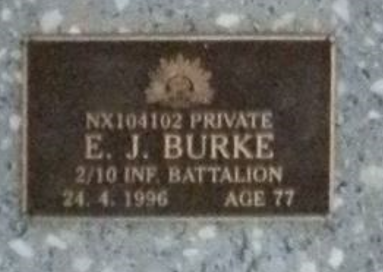 NX104102 PRIVATE
E. J. BURKE
2/10 INF. BATTALION
24. 4. 1996 AGE 77